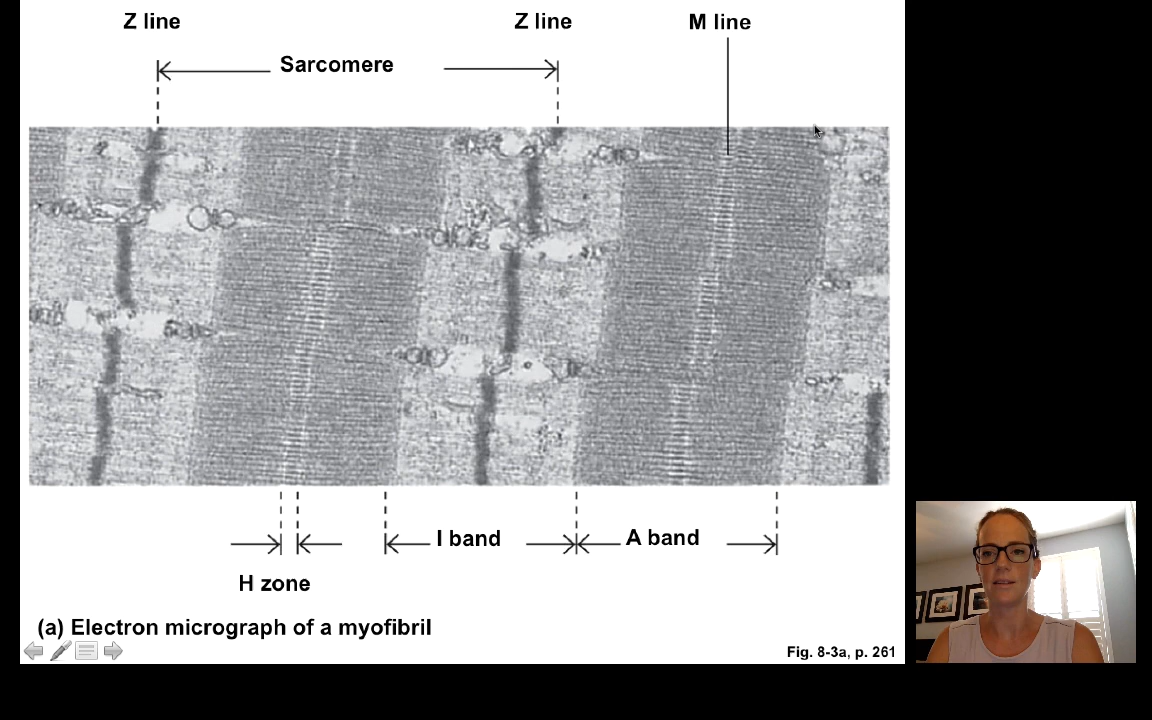 Z line
Z line
M line
Sarcomere
I band
A band
H zone
(a) Electron micrograph of a myofibril
Fig. 8-3a, p. 261